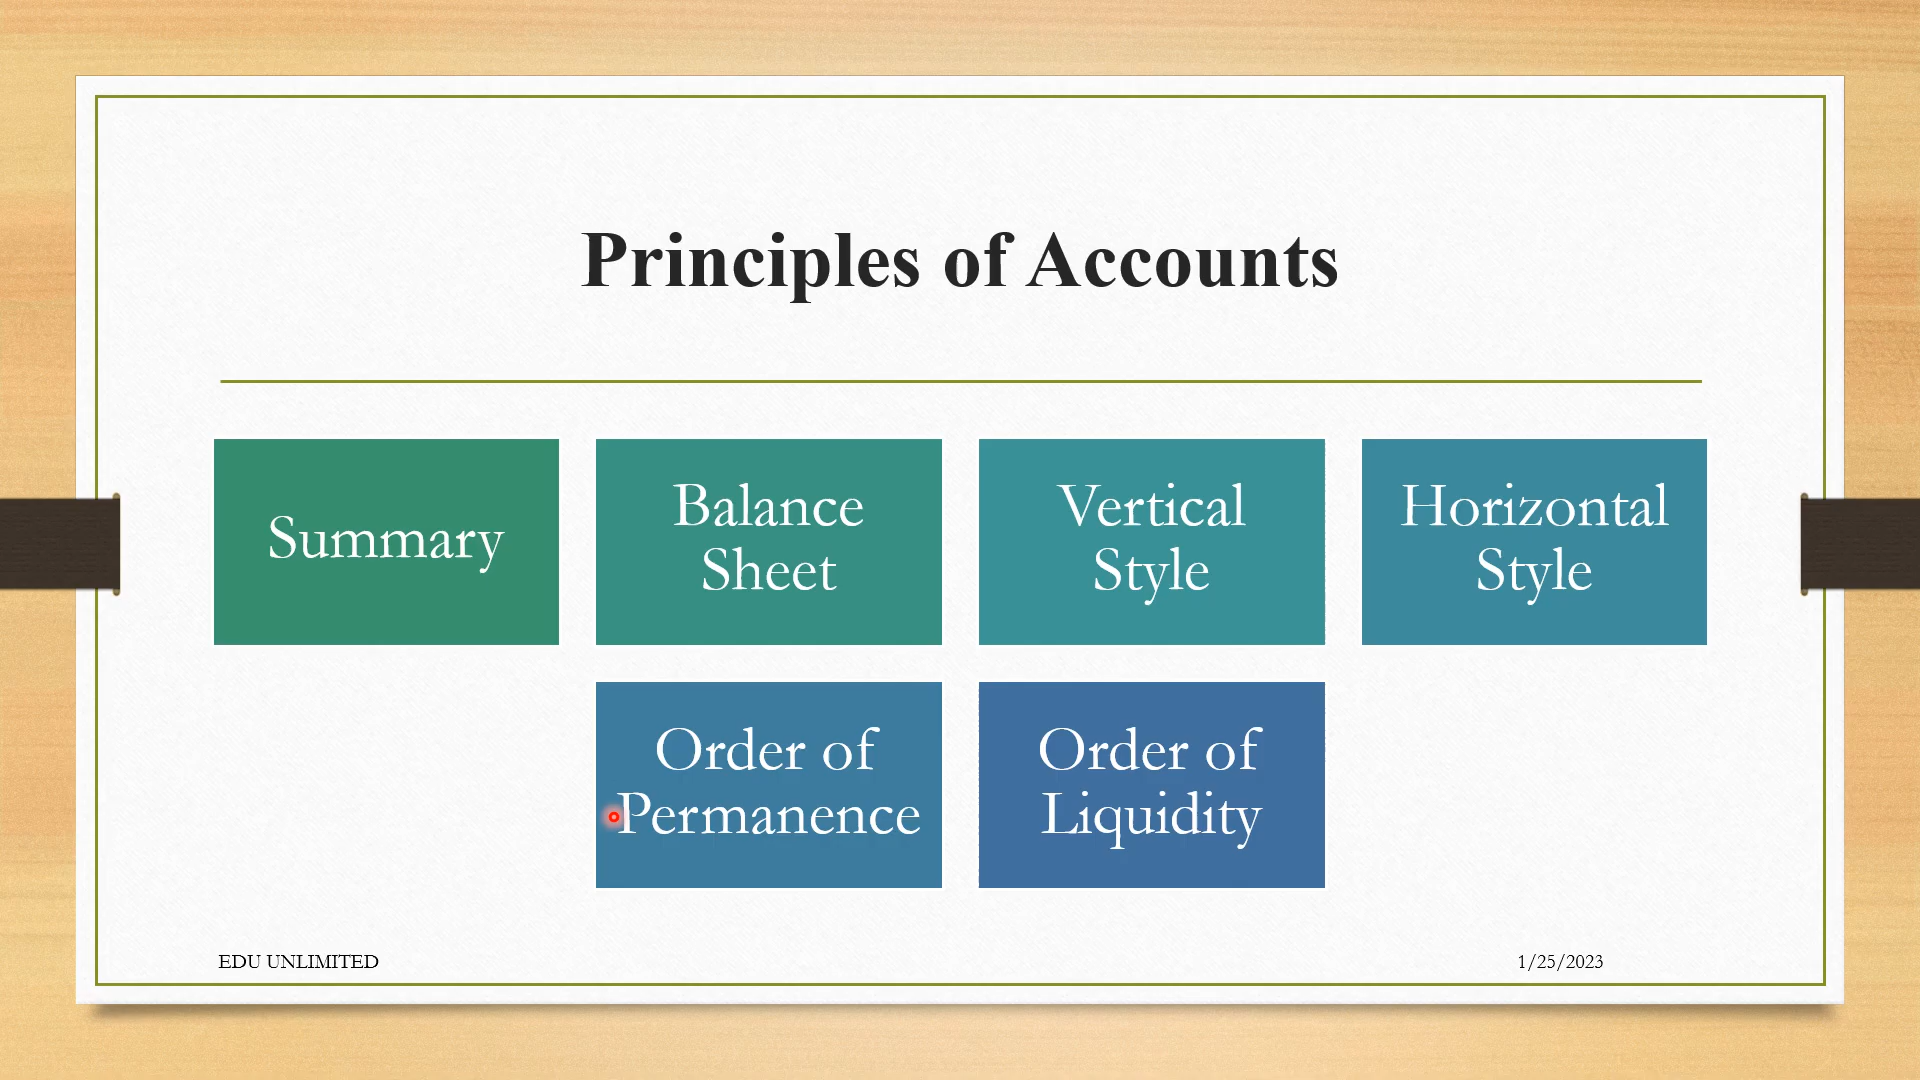 Principles of Accounts
Summary
Balance
Sheet
Vertical
Style
Horizontal
Style
Order of
Permanence
Order of
Liquidity
EDU UNLIMITED
1/25/2023